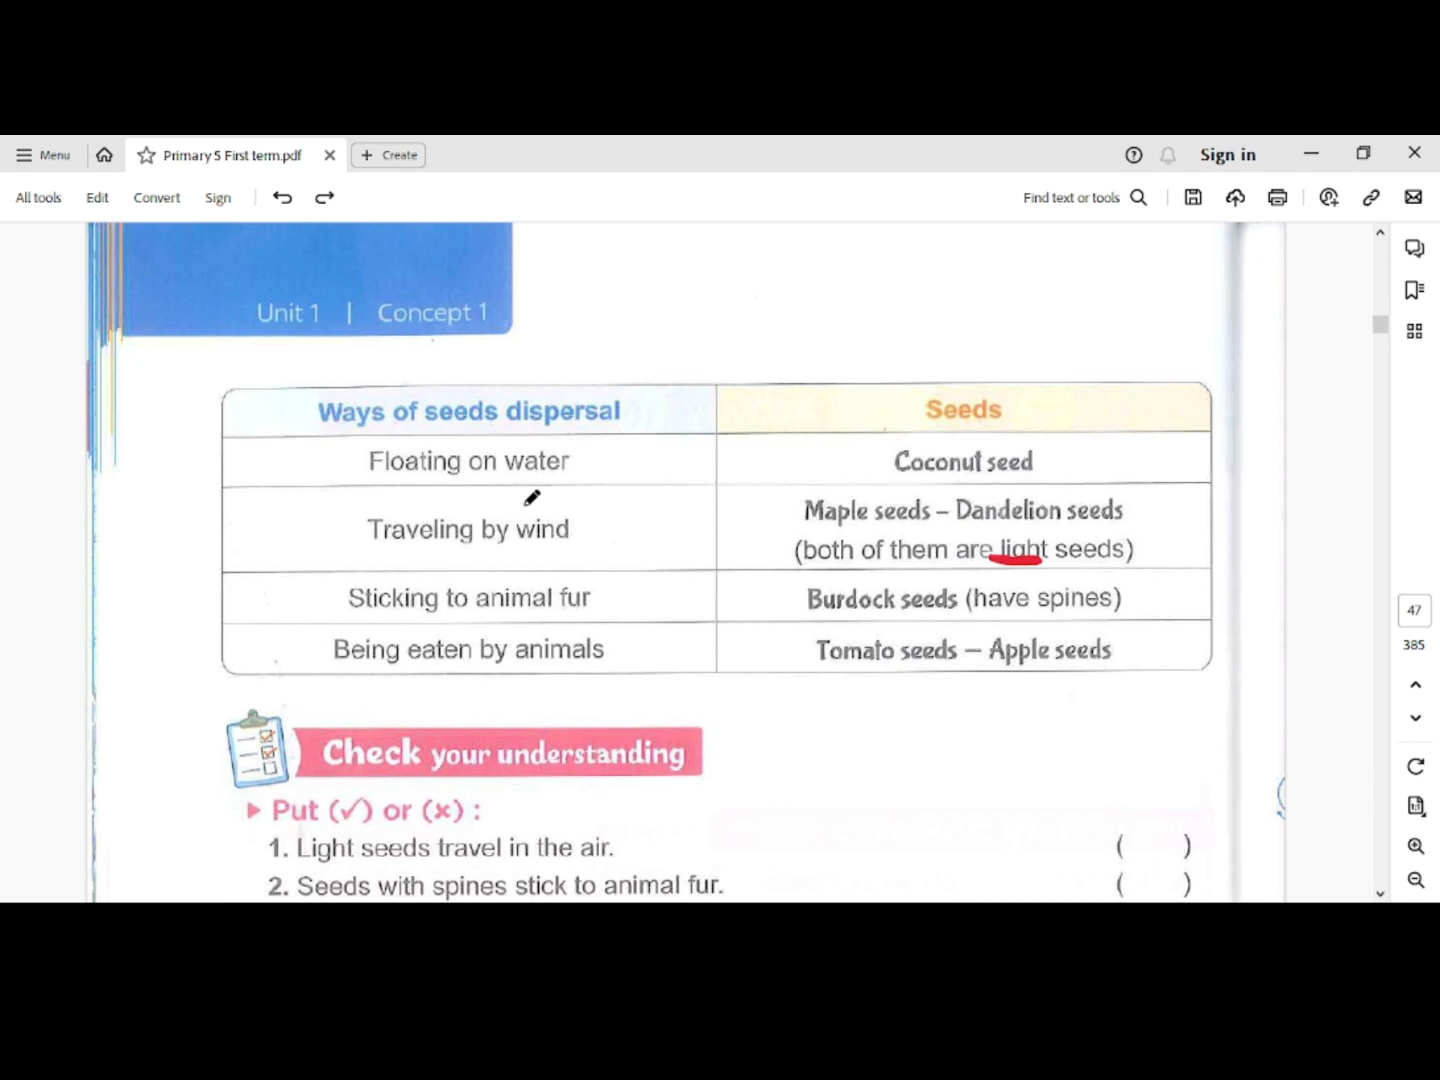 Menu
Primary 5 First term.pdf
Create
Sign in
All tools
Edit
Convert
Sign
Find text or tools
Unit 1 | Concept 1
Ways of seeds dispersal
Seeds
Floating on water
Coconut seed
Traveling by wind
Maple seeds – Dandelion seeds
(both of them are light seeds)
Sticking to animal fur
Burdock seeds (have spines)
Being eaten by animals
Tomato seeds – Apple seeds
Check your understanding
Put (✓) or (×) :
1. Light seeds travel in the air. ( )
2. Seeds with spines stick to animal fur. ( )
47
385